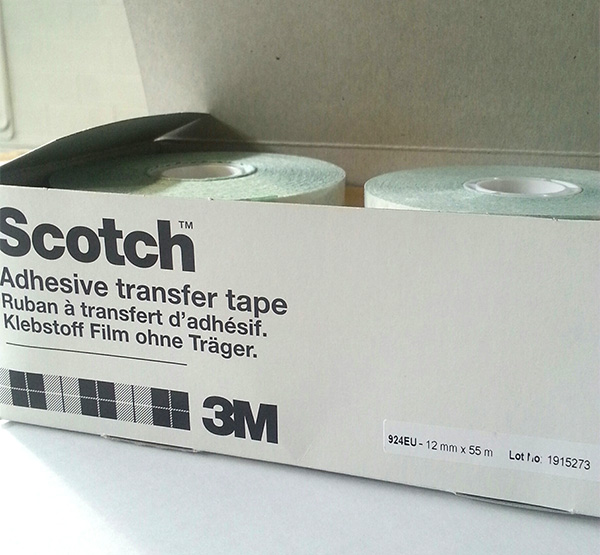 Scotch™
Adhesive transfer tape
Ruban à transfert d'adhésif.
Klebstoff Film ohne Träger.
3M
924EU - 12 mm x 55 m Lot No: 1915273